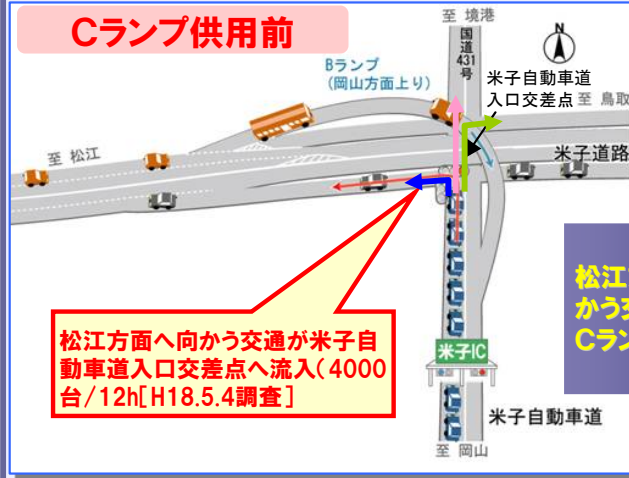 Cランプ供用前
至 境港
国道431号
N
Bランプ
(岡山方面上り)
米子自動車道
入口交差点
至 鳥取
至 松江
米子道路
松江
かう交
Cラン
松江方面へ向かう交通が米子自
動車道入口交差点へ流入(4000
台/12h[H18.5.4調査]
米子IC
米子自動車道
至 岡山